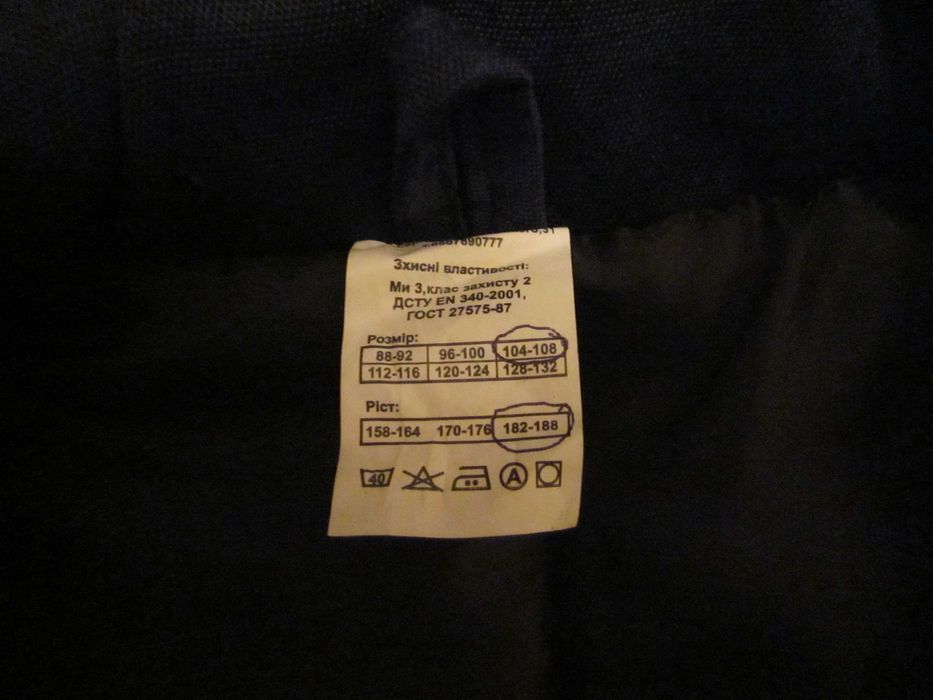 Зхисні властивості:
Ми 3,клас захисту 2
ДСТУ EN 340-2001,
ГОСТ 27575-87
Розмір:
88-92 96-100 104-108
112-116 120-124 128-132
Ріст:
158-164 170-176 182-188
40 A